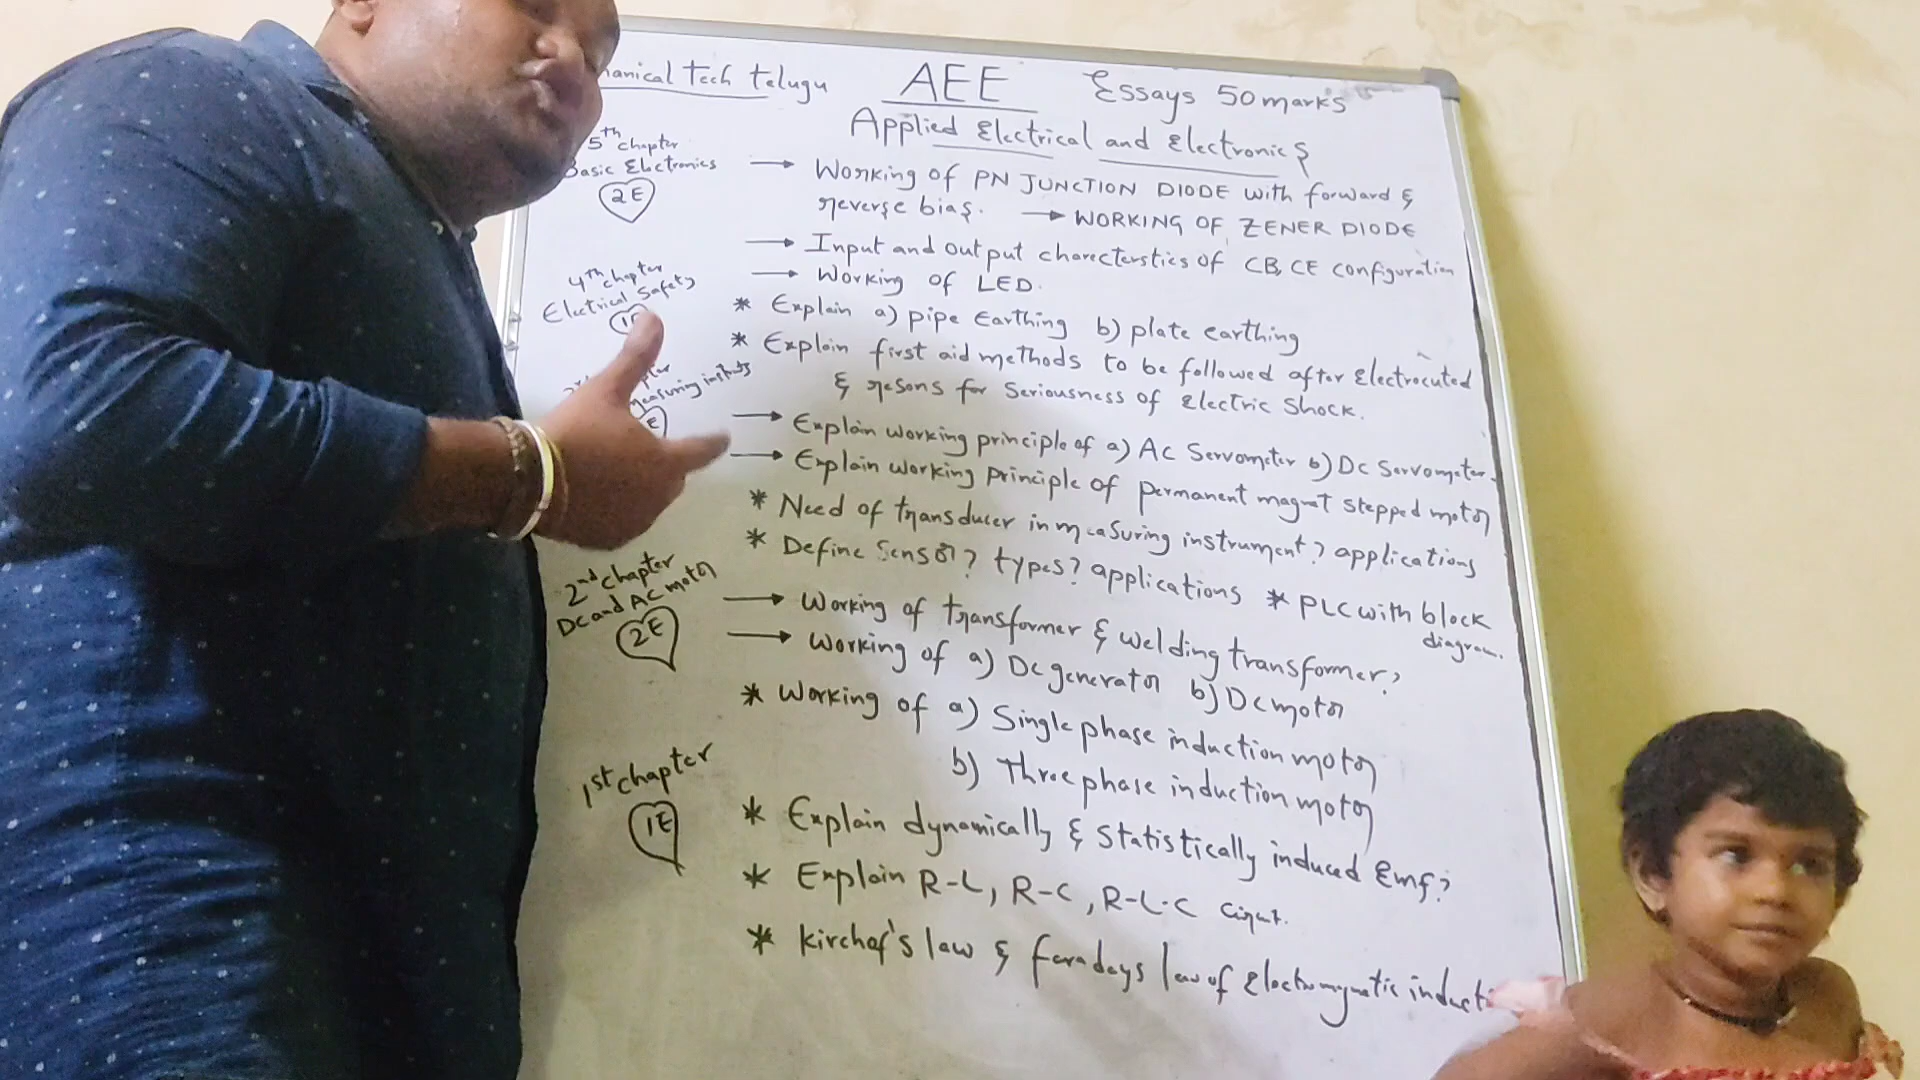 hanical Tech telugu AEE Essays 50 marks
Applied Electrical and Electronics
5th chapter
Basic Electronics
2E
→ Working of PN JUNCTION DIODE with forward &
reverse bias. → WORKING OF ZENER DIODE
→ Input and output charecterstics of CB, CE configuration
→ Working of LED.
4th chapter
Electrical Safety
* Explain a) pipe Earthing b) plate earthing
* Explain first aid methods to be followed after Electrocuted
& resons for Seriousness of Electric Shock.
measuring
→ Explain working principle of a) Ac Servometer b) Dc Servometer.
→ Explain working principle of permanent magnet stepped motor
* Need of transducer in measuring instrument? applications
* Define Sensor? types? applications * PLC with block
diagram.
2nd chapter
Dc and AC motor
2E
→ Working of transformer & welding transformer?
→ Working of a) Dc generator b) Dc motor
* Working of a) Single phase induction motor
b) Three phase induction motor
1st chapter
1E
* Explain dynamically & Statistically induced Emf?
* Explain R-L, R-C, R-L-C
* Kirchof's law & faradays law of Electromgnetic inducti